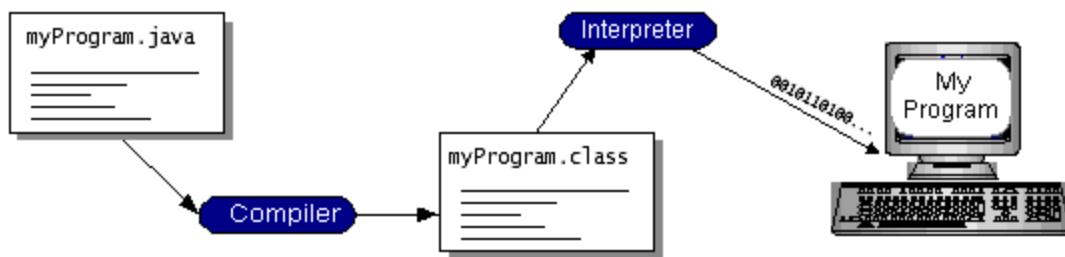 myProgram.java
Compiler
myProgram.class
Interpreter
0010110100...
My
Program